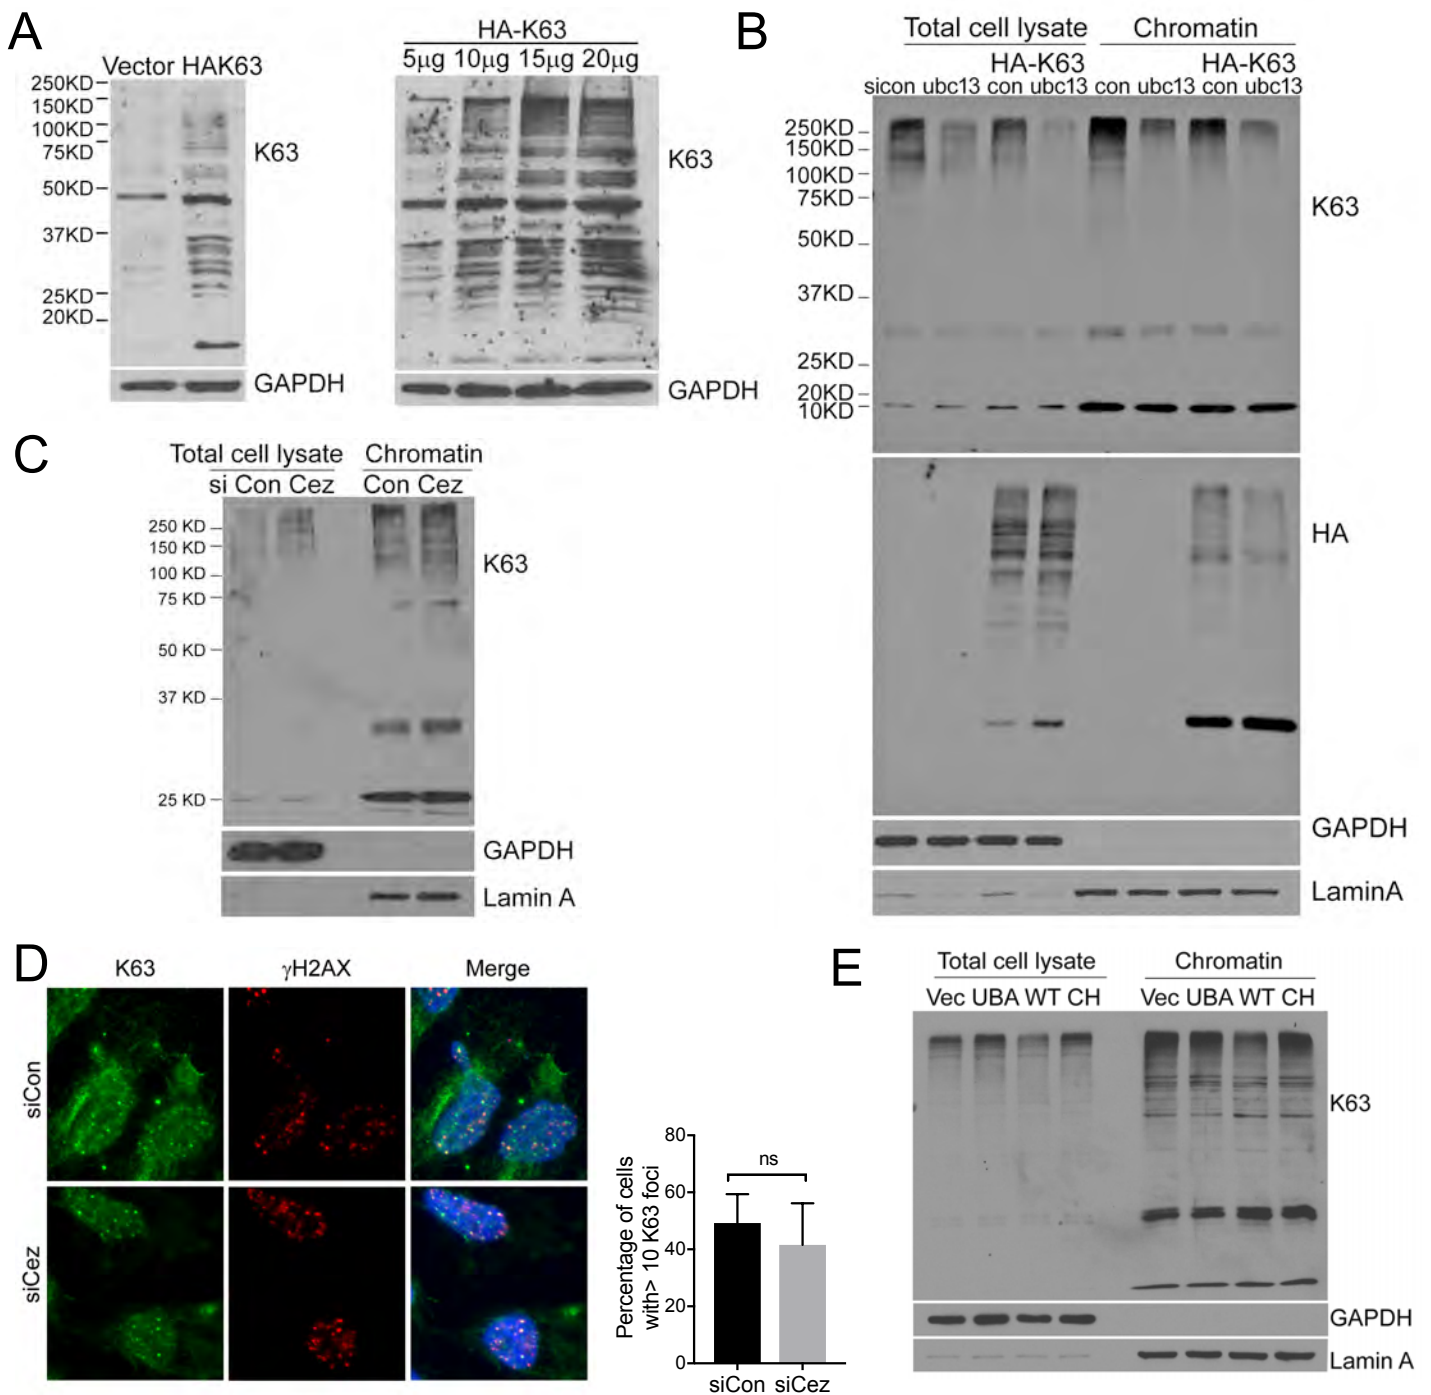 A
Vector HAK63
250KD
150KD
100KD
75KD
50KD
37KD
25KD
20KD
K63
GAPDH
HA-K63
5μg 10μg 15μg 20μg
K63
GAPDH
B
Total cell lysate Chromatin
HA-K63 HA-K63
sicon ubc13 con ubc13 con ubc13 con ubc13
250KD
150KD
100KD
75KD
50KD
37KD
25KD
20KD
10KD
K63
HA
GAPDH
LaminA
C
Total cell lysate Chromatin
si Con Cez Con Cez
250 KD
150 KD
100 KD
75 KD
50 KD
37 KD
25 KD
K63
GAPDH
Lamin A
D
K63 γH2AX Merge
siCon
siCez
Percentage of cells
with> 10 K63 foci
80
60
40
20
0
ns
siCon siCez
E
Total cell lysate Chromatin
Vec UBA WT CH Vec UBA WT CH
K63
GAPDH
Lamin A